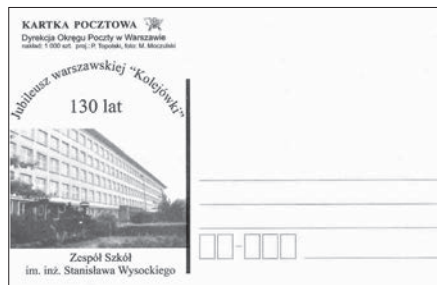 KARTKA POCZTOWA
Dyrekcja Okręgu Poczty w Warszawie
nakład: 1 000 szt. proj.: P. Topolski, foto: M. Moczulski
Jubileusz warszawskiej "Kolejówki"
130 lat
Zespół Szkół
im. inż. Stanisława Wysockiego